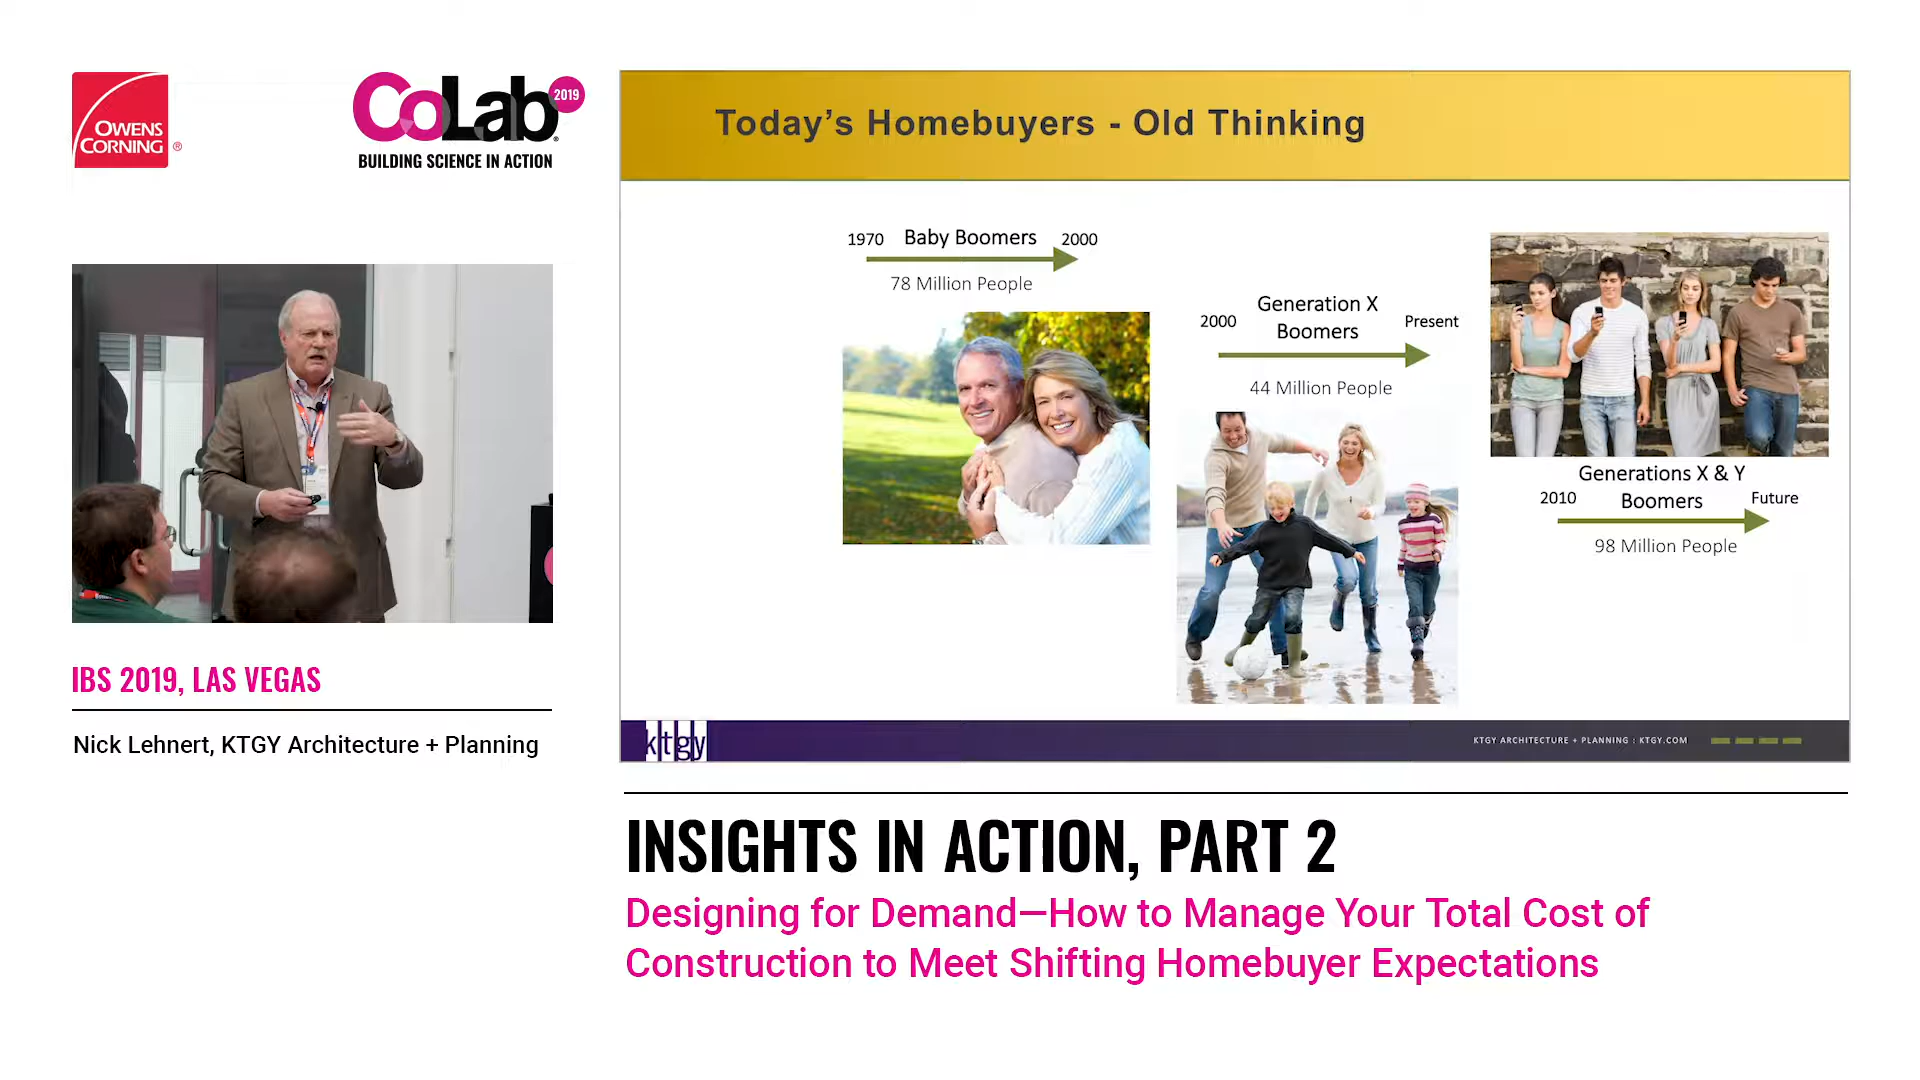 OWENS
CORNING
®
CoLab
2019
BUILDING SCIENCE IN ACTION
IBS 2019, LAS VEGAS
Nick Lehnert, KTGY Architecture + Planning
Today’s Homebuyers - Old Thinking
1970 Baby Boomers 2000
78 Million People
Generation X
2000 Boomers Present
44 Million People
Generations X & Y
2010 Boomers Future
98 Million People
ktgy
KTGY ARCHITECTURE + PLANNING : KTGY.COM
INSIGHTS IN ACTION, PART 2
Designing for Demand—How to Manage Your Total Cost of
Construction to Meet Shifting Homebuyer Expectations